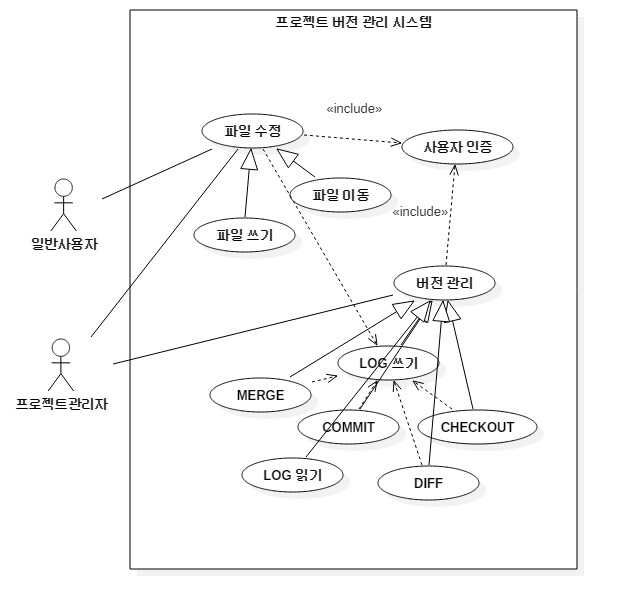 프로젝트 버전 관리 시스템
«include»
파일 수정
사용자 인증
파일 이동
일반사용자
«include»
파일 쓰기
버전 관리
프로젝트관리자
LOG 쓰기
MERGE
COMMIT
CHECKOUT
LOG 읽기
DIFF